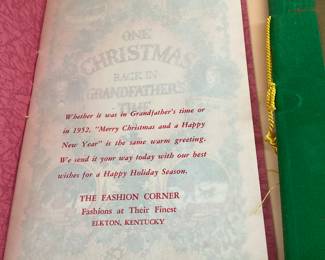 ONE
CHRISTMAS
BACK IN
GRANDFATHER'S
TIME
Whether it was in Grandfather's time or
in 1952, "Merry Christmas and a Happy
New Year" is the same warm greeting.
We send it your way today with our best
wishes for a Happy Holiday Season.
THE FASHION CORNER
Fashions at Their Finest
ELKTON, KENTUCKY